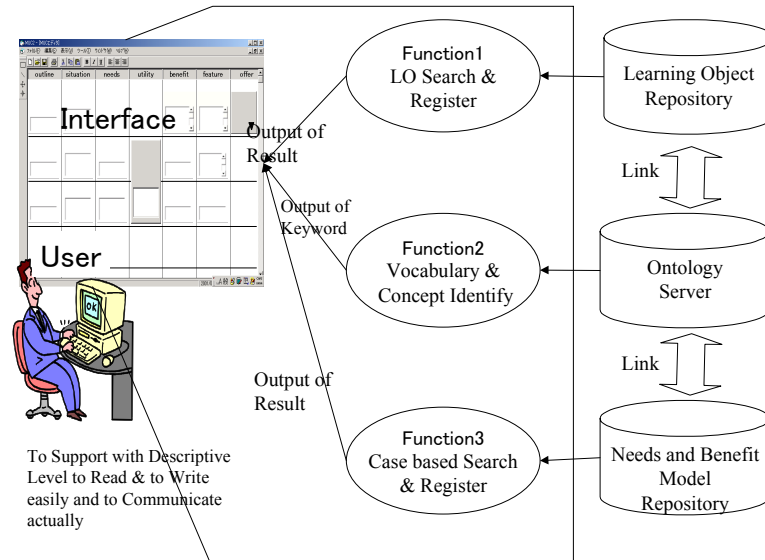 outline situation needs utility benefit feature offer
Interface
User
OK
To Support with Descriptive
Level to Read & to Write
easily and to Communicate
actually
Output of
Result
Output of
Keyword
Output of
Result
Function1
LO Search &
Register
Function2
Vocabulary &
Concept Identify
Function3
Case based Search
& Register
Learning Object
Repository
Link
Ontology
Server
Link
Needs and Benefit
Model
Repository